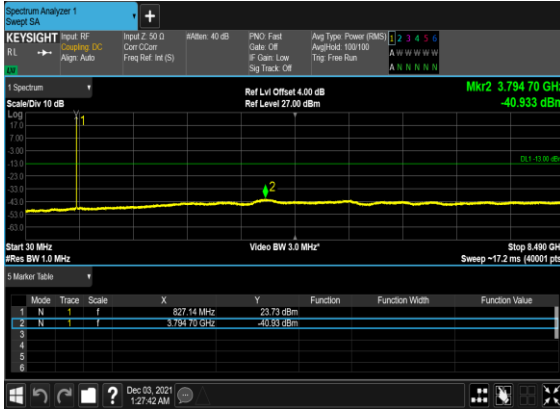 Spectrum Analyzer 1
Swept SA
+
KEYSIGHT Input: RF Input Z: 50 Ω #Atten: 40 dB PNO: Fast Avg Type: Power (RMS) 1 2 3 4 5 6
RL Coupling: DC Corr CCorr Gate: Off Avg|Hold: 100/100 A W W W W W
Align: Auto Freq Ref: Int (S) IF Gain: Low Trig: Free Run
Sig Track: Off A N N N N N
1 Spectrum Ref Lvl Offset 4.00 dB Mkr2 3.794 70 GHz
Scale/Div 10 dB Ref Level 27.00 dBm -40.933 dBm
Log
17.0
7.00
-3.00
-13.0 DL1 -13.00 dBm
-23.0
-33.0
-43.0
-53.0
-63.0
1
2
Start 30 MHz Video BW 3.0 MHz* Stop 8.490 GH
#Res BW 1.0 MHz Sweep ~17.2 ms (40001 pts
5 Marker Table
Mode Trace Scale X Y Function Function Width Function Value
1 N 1 f 827.14 MHz 23.73 dBm
2 N 1 f 3.794 70 GHz -40.93 dBm
3
4
5
6
? Dec 03, 2021
1:27:42 AM